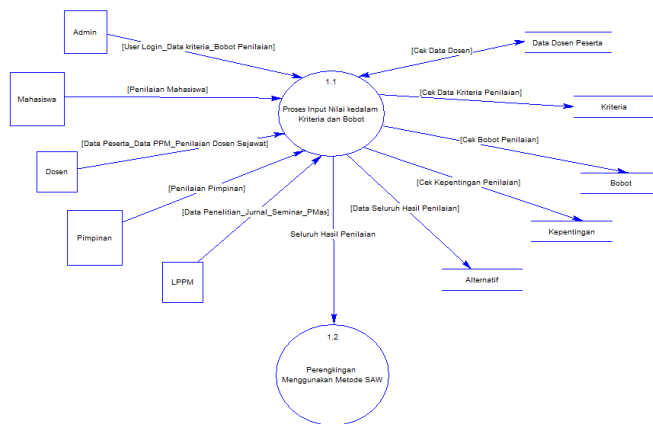 Admin
[User Login_Data kriteria_Bobot Penilaian]
[Cek Data Dosen]
Data Dosen Peserta
Mahasiswa
[Penilaian Mahasiswa]
1.1
Proses Input Nilai kedalam
Kriteria dan Bobot
[Cek Data Kriteria Penilaian]
Kriteria
Dosen
[Data Peserta_Data PPM_Penilaian Dosen Sejawat]
[Cek Bobot Penilaian]
Bobot
Pimpinan
[Penilaian Pimpinan]
[Cek Kepentingan Penilaian]
Kepentingan
LPPM
[Data Penelitian_Jurnal_Seminar_PMas]
[Data Seluruh Hasil Penilaian]
Alternatif
Seluruh Hasil Penilaian
1.2
Perengkingan
Menggunakan Metode SAW